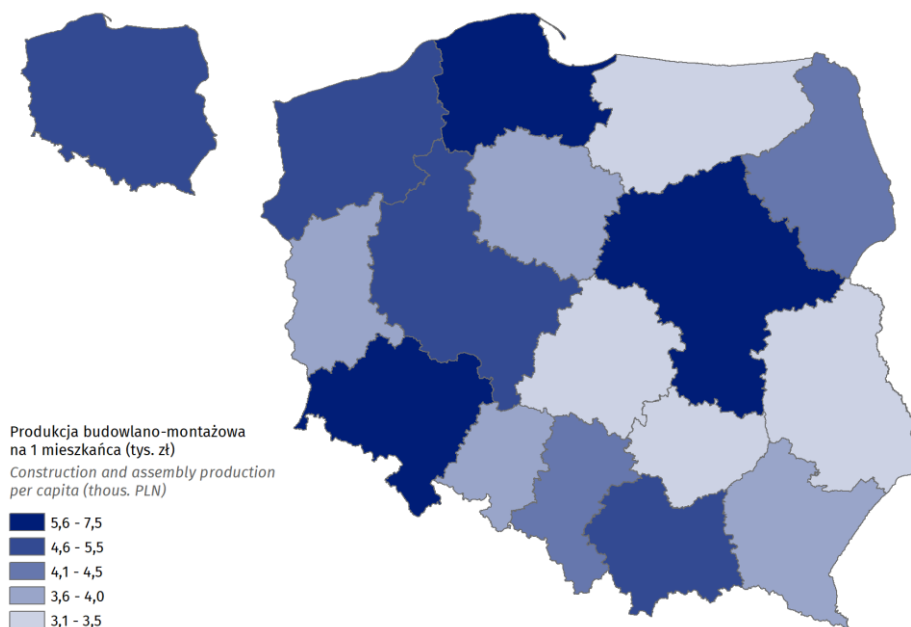 Produkcja budowlano-montażowa
na 1 mieszkańca (tys. zł)
Construction and assembly production
per capita (thous. PLN)
5,6 - 7,5
4,6 - 5,5
4,1 - 4,5
3,6 - 4,0
3,1 - 3,5